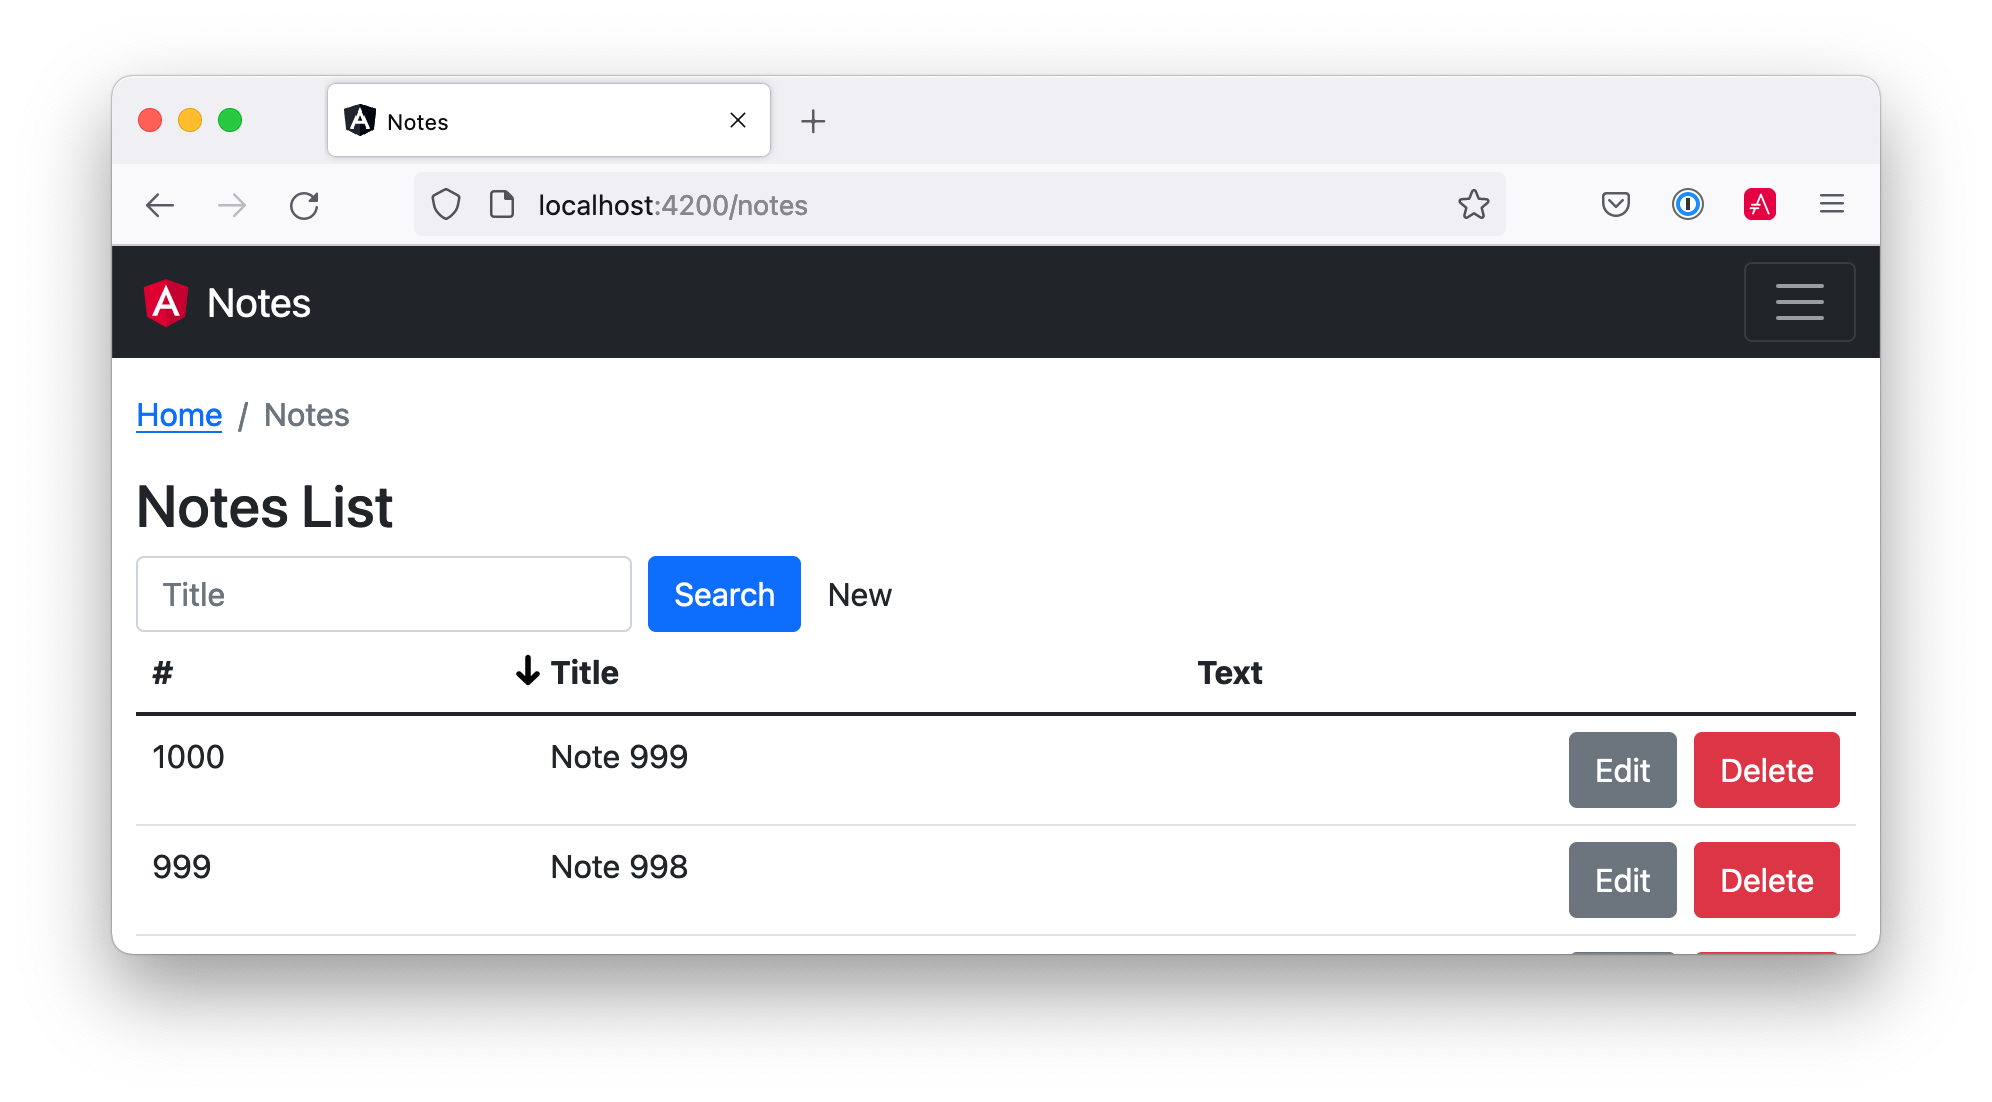 Notes
localhost:4200/notes
Notes
Home / Notes
Notes List
Title Search New
# Title Text
1000 Note 999 Edit Delete
999 Note 998 Edit Delete